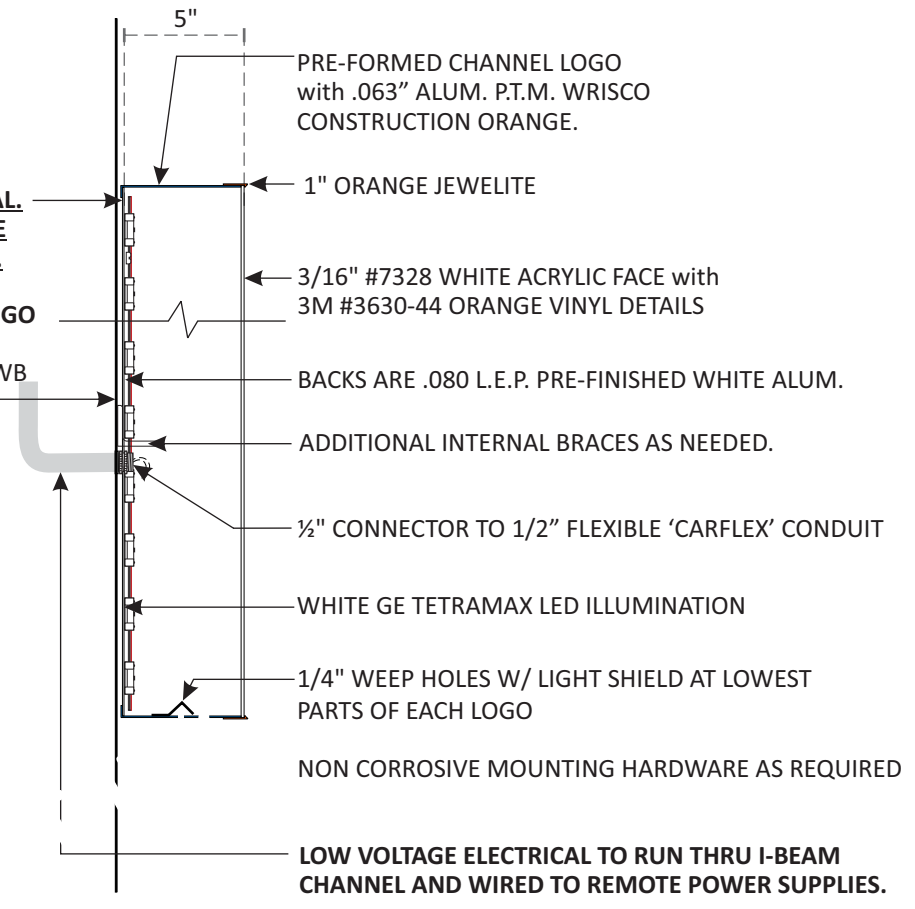 5"
PRE-FORMED CHANNEL LOGO
with .063” ALUM. P.T.M. WRISCO
CONSTRUCTION ORANGE.
1" ORANGE JEWELITE
3/16" #7328 WHITE ACRYLIC FACE with
3M #3630-44 ORANGE VINYL DETAILS
BACKS ARE .080 L.E.P. PRE-FINISHED WHITE ALUM.
ADDITIONAL INTERNAL BRACES AS NEEDED.
½" CONNECTOR TO 1/2” FLEXIBLE ‘CARFLEX’ CONDUIT
WHITE GE TETRAMAX LED ILLUMINATION
1/4" WEEP HOLES W/ LIGHT SHIELD AT LOWEST
PARTS OF EACH LOGO
NON CORROSIVE MOUNTING HARDWARE AS REQUIRED
LOW VOLTAGE ELECTRICAL TO RUN THRU I-BEAM
CHANNEL AND WIRED TO REMOTE POWER SUPPLIES.